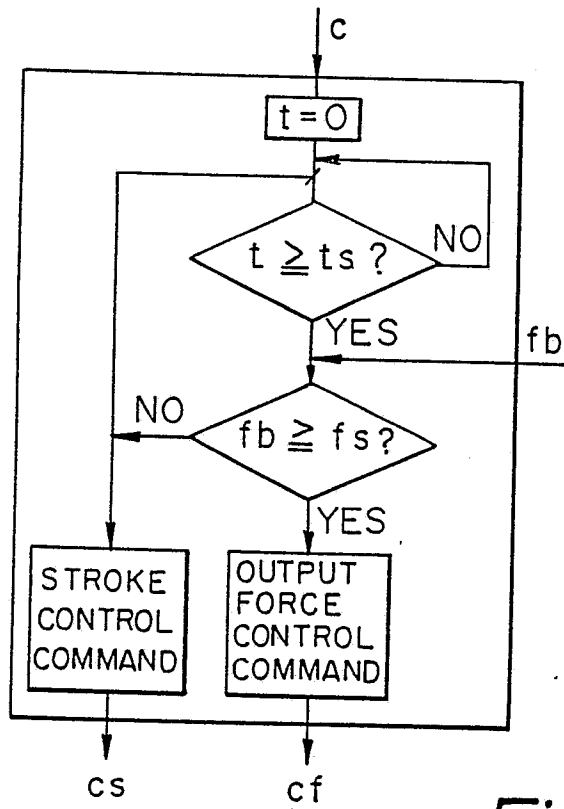 c
t = 0
t ≧ ts ?
NO
YES
fb
fb ≧ fs ?
NO
YES
STROKE
CONTROL
COMMAND
OUTPUT
FORCE
CONTROL
COMMAND
cs
cf